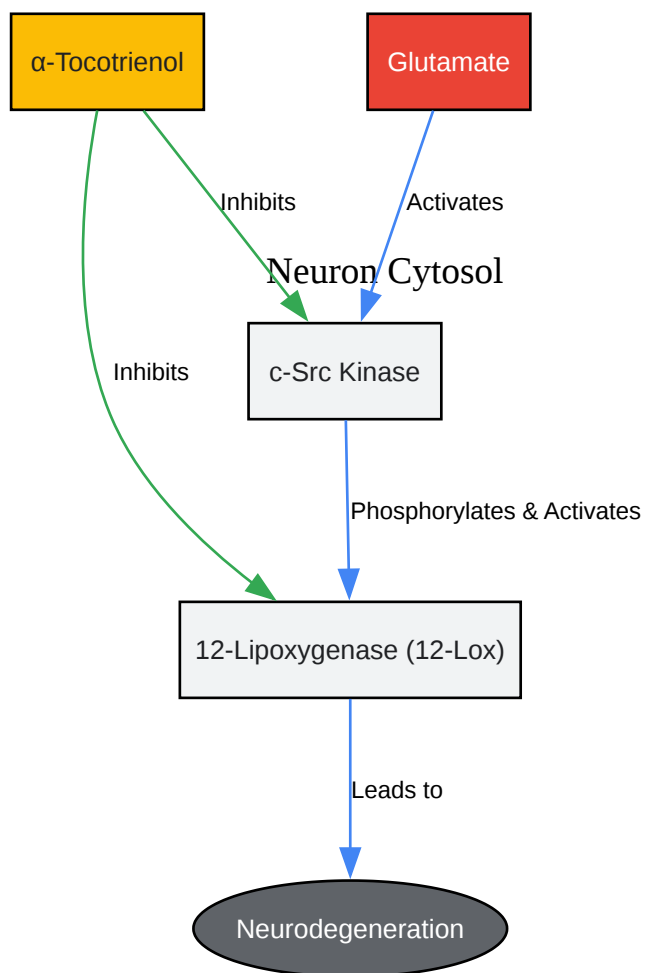 α-Tocotrienol
Glutamate
Inhibits
Activates
Neuron Cytosol
Inhibits
c-Src Kinase
Phosphorylates & Activates
12-Lipoxygenase (12-Lox)
Leads to
Neurodegeneration